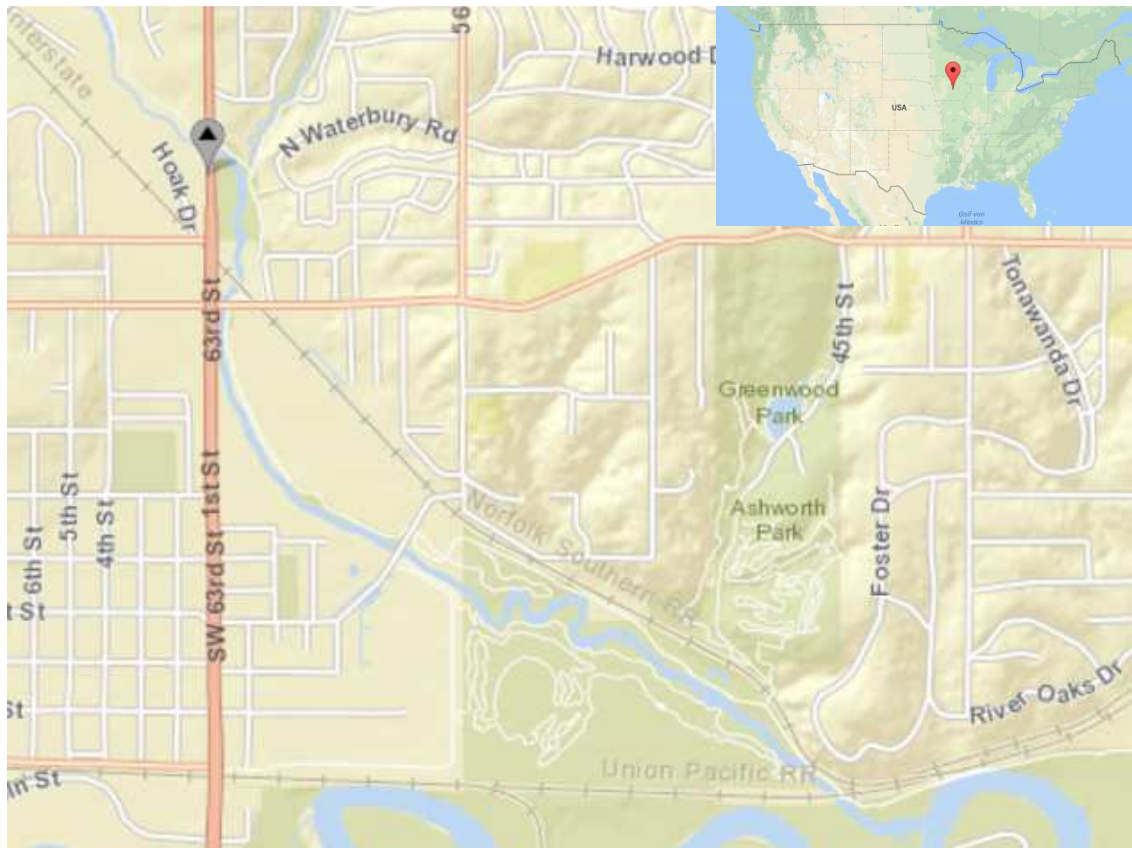 Interstate
56
Harwood D
N Waterbury Rd
Hoak Dr
USA
Golf von
Mexiko
63rd St
45th St
Tonawanda Dr
Greenwood
Park
Ashworth
Park
Foster Dr
Norfolk Southern RR
SW 63rd St 1st St
6th St
5th St
4th St
t St
St
in St
River Oaks Dr
Union Pacific RR